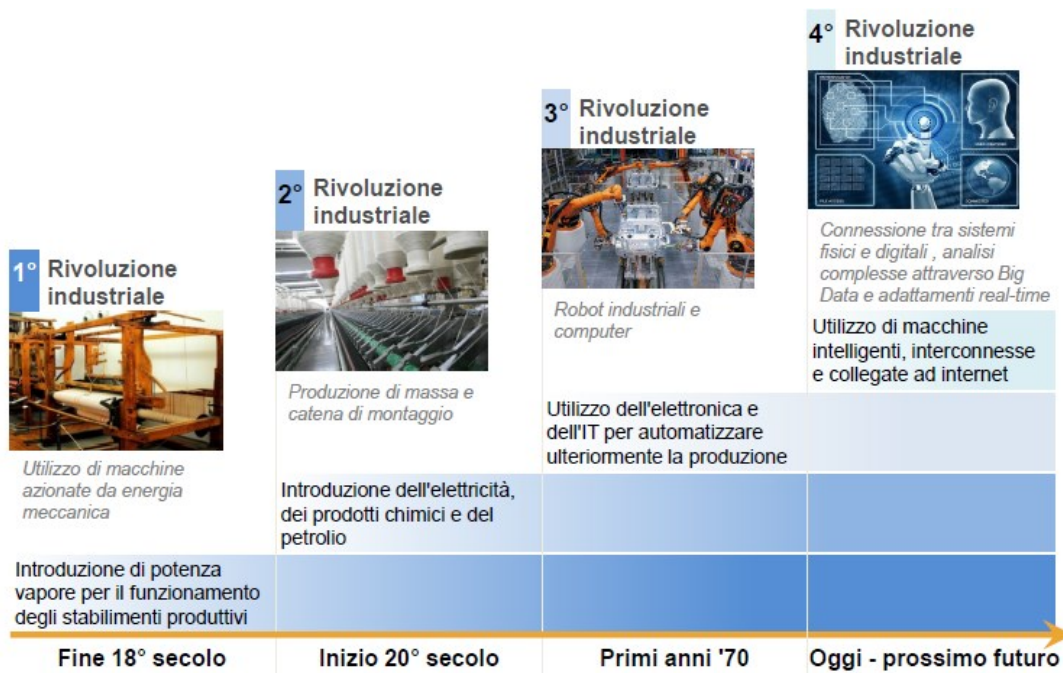 1° Rivoluzione
industriale
Utilizzo di macchine
azionate da energia
meccanica
Introduzione di potenza
vapore per il funzionamento
degli stabilimenti produttivi
Fine 18° secolo
2° Rivoluzione
industriale
Produzione di massa e
catena di montaggio
Introduzione dell'elettricità,
dei prodotti chimici e del
petrolio
Inizio 20° secolo
3° Rivoluzione
industriale
Robot industriali e
computer
Utilizzo dell'elettronica e
dell'IT per automatizzare
ulteriormente la produzione
Primi anni '70
4° Rivoluzione
industriale
Connessione tra sistemi
fisici e digitali , analisi
complesse attraverso Big
Data e adattamenti real-time
Utilizzo di macchine
intelligenti, interconnesse
e collegate ad internet
Oggi - prossimo futuro